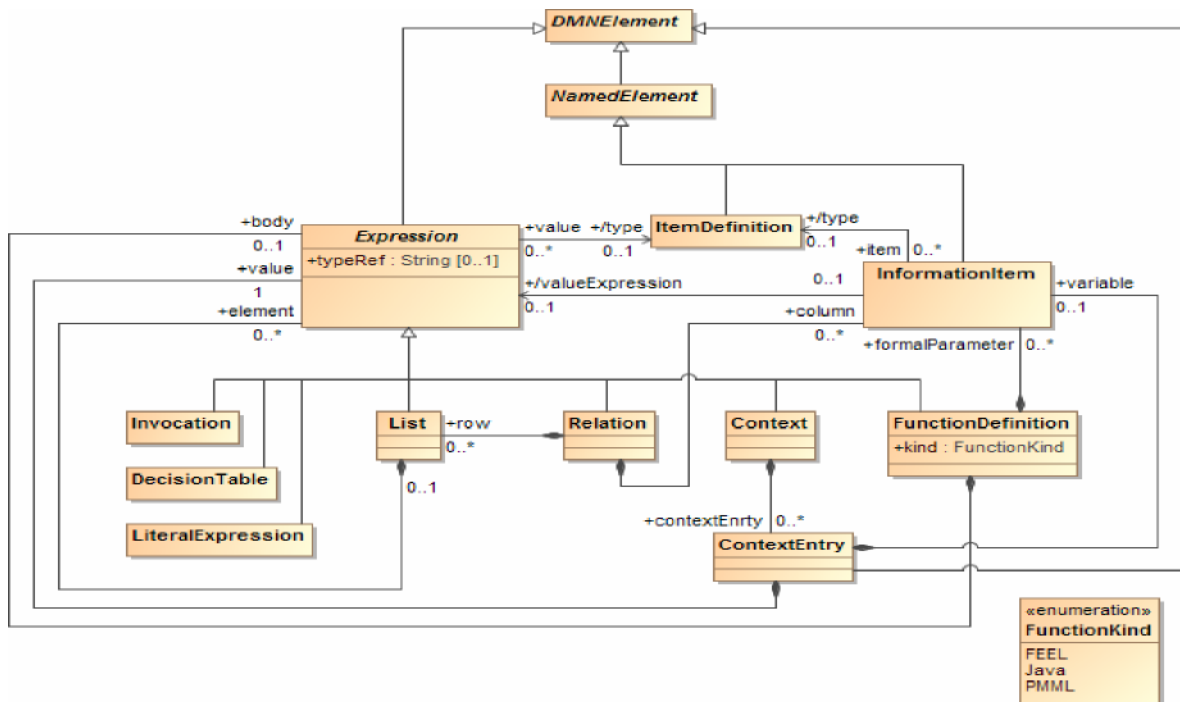 DMNElement
NamedElement
+body
0..1
+value
1
+element
0..*
Expression
+typeRef : String [0..1]
+value
0..*
+/type
0..1
ItemDefinition
+/type
0..1
+item
0..*
InformationItem
+/valueExpression
0..1
0..1
+column
0..*
+variable
0..1
+formalParameter
0..*
Invocation
List
+row
0..*
Relation
Context
FunctionDefinition
+kind : FunctionKind
DecisionTable
0..1
LiteralExpression
+contextEnrty
0..*
ContextEntry
«enumeration»
FunctionKind
FEEL
Java
PMML